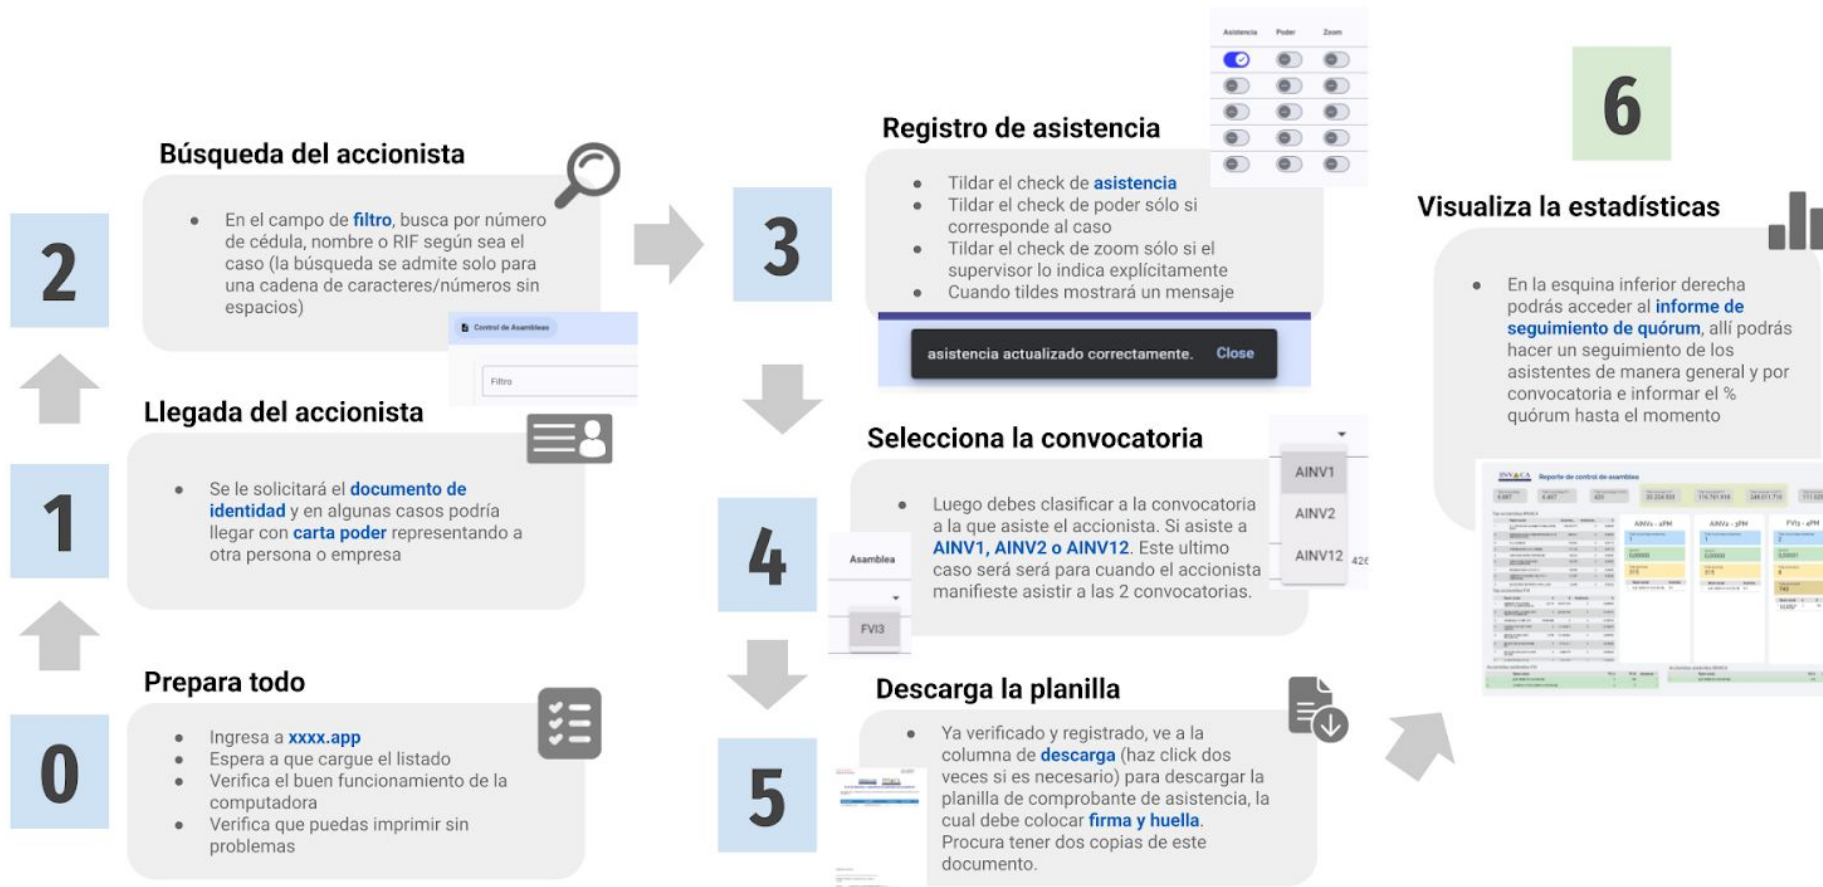 0
Prepara todo
● Ingresa a xxxx.app
● Espera a que cargue el listado
● Verifica el buen funcionamiento de la
computadora
● Verifica que puedas imprimir sin
problemas
1
Llegada del accionista
● Se le solicitará el documento de
identidad y en algunas casos podría
llegar con carta poder representando a
otra persona o empresa
2
Búsqueda del accionista
● En el campo de filtro, busca por número
de cédula, nombre o RIF según sea el
caso (la búsqueda se admite solo para
una cadena de caracteres/números sin
espacios)
Control de Asambleas
Filtro
3
Registro de asistencia
Asistencia Poder Zoom
● Tildar el check de asistencia
● Tildar el check de poder sólo si
corresponde al caso
● Tildar el check de zoom sólo si el
supervisor lo indica explícitamente
● Cuando tildes mostrará un mensaje
asistencia actualizado correctamente. Close
4
Selecciona la convocatoria
● Luego debes clasificar a la convocatoria
a la que asiste el accionista. Si asiste a
AINV1, AINV2 o AINV12. Este ultimo
caso será será para cuando el accionista
manifieste asistir a las 2 convocatorias.
Asamblea
FVI3
AINV1
AINV2
AINV12
426
5
Descarga la planilla
● Ya verificado y registrado, ve a la
columna de descarga (haz click dos
veces si es necesario) para descargar la
planilla de comprobante de asistencia, la
cual debe colocar firma y huella.
Procura tener dos copias de este
documento.
6
Visualiza la estadísticas
● En la esquina inferior derecha
podrás acceder al informe de
seguimiento de quórum, allí podrás
hacer un seguimiento de los
asistentes de manera general y por
convocatoria e informar el %
quórum hasta el momento
INVACA Reporte de control de asamblea